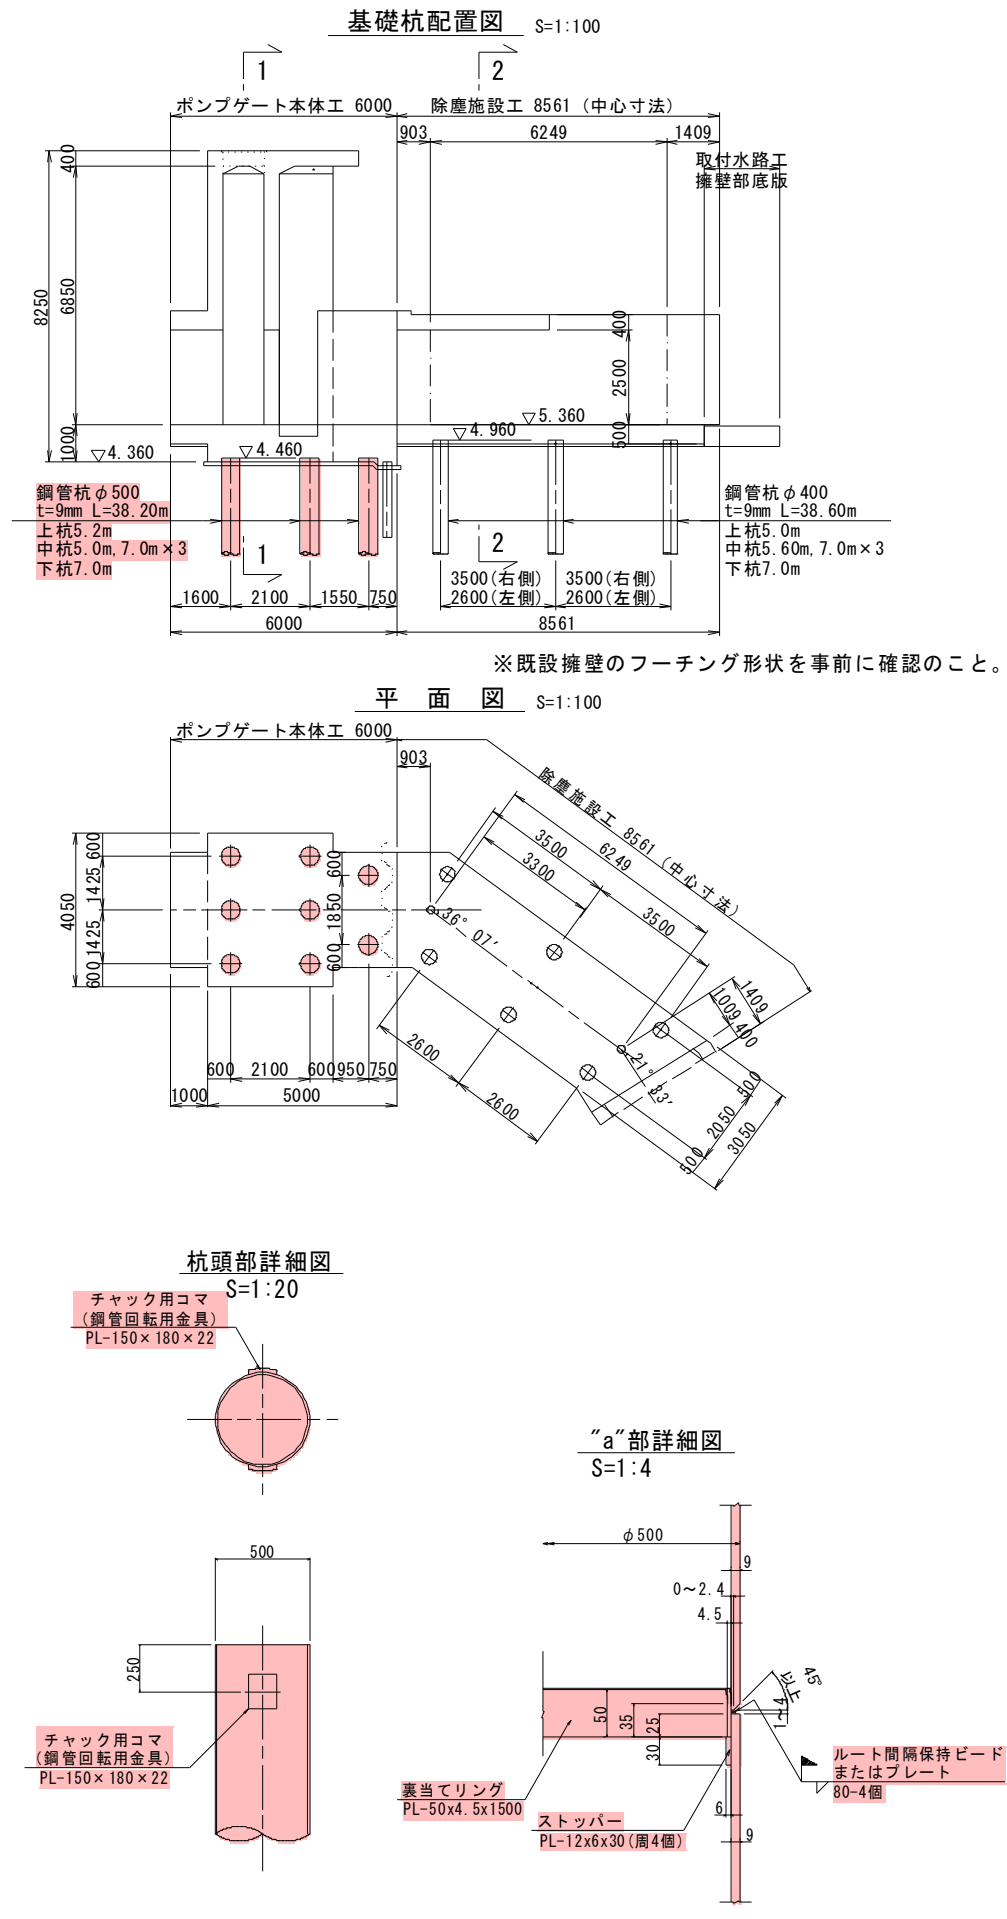 基礎杭配置図 S=1:100
1 2
ポンプゲート本体工 6000 除塵施設工 8561 (中心寸法)
903 6249 1409
取付水路工
擁壁部底版
400
6850
8250
1000
400
2500
500
▽5.360
▽4.960
▽4.360
▽4.460
鋼管杭φ500
t=9mm L=38.20m
上杭5.2m
中杭5.0m,7.0m×3
下杭7.0m
鋼管杭φ400
t=9mm L=38.60m
上杭5.0m
中杭5.60m,7.0m×3
下杭7.0m
1 2
3500(右側) 3500(右側)
2600(左側) 2600(左側)
1600 2100 1550 750
6000 8561
※既設擁壁のフーチング形状を事前に確認のこと。
平 面 図 S=1:100
ポンプゲート本体工 6000
903
除塵施設工 8561 (中心寸法)
6249
3500
3300
3500
600
1425
4050
1425
600
600
1850
600
36°07′
1409
1009
400
21°33′
2600
2600
500
2050
3050
500
600 2100 600 950 750
1000 5000
杭頭部詳細図
S=1:20
チャック用コマ
(鋼管回転用金具)
PL-150×180×22
500
250
チャック用コマ
(鋼管回転用金具)
PL-150×180×22
"a"部詳細図
S=1:4
φ500
9
0~2.4
4.5
45°
以上
1~4
50
35
25
30
6
9
裏当てリング
PL-50x4.5x1500
ストッパー
PL-12x6x30(周4個)
ルート間隔保持ビード
またはプレート
80-4個